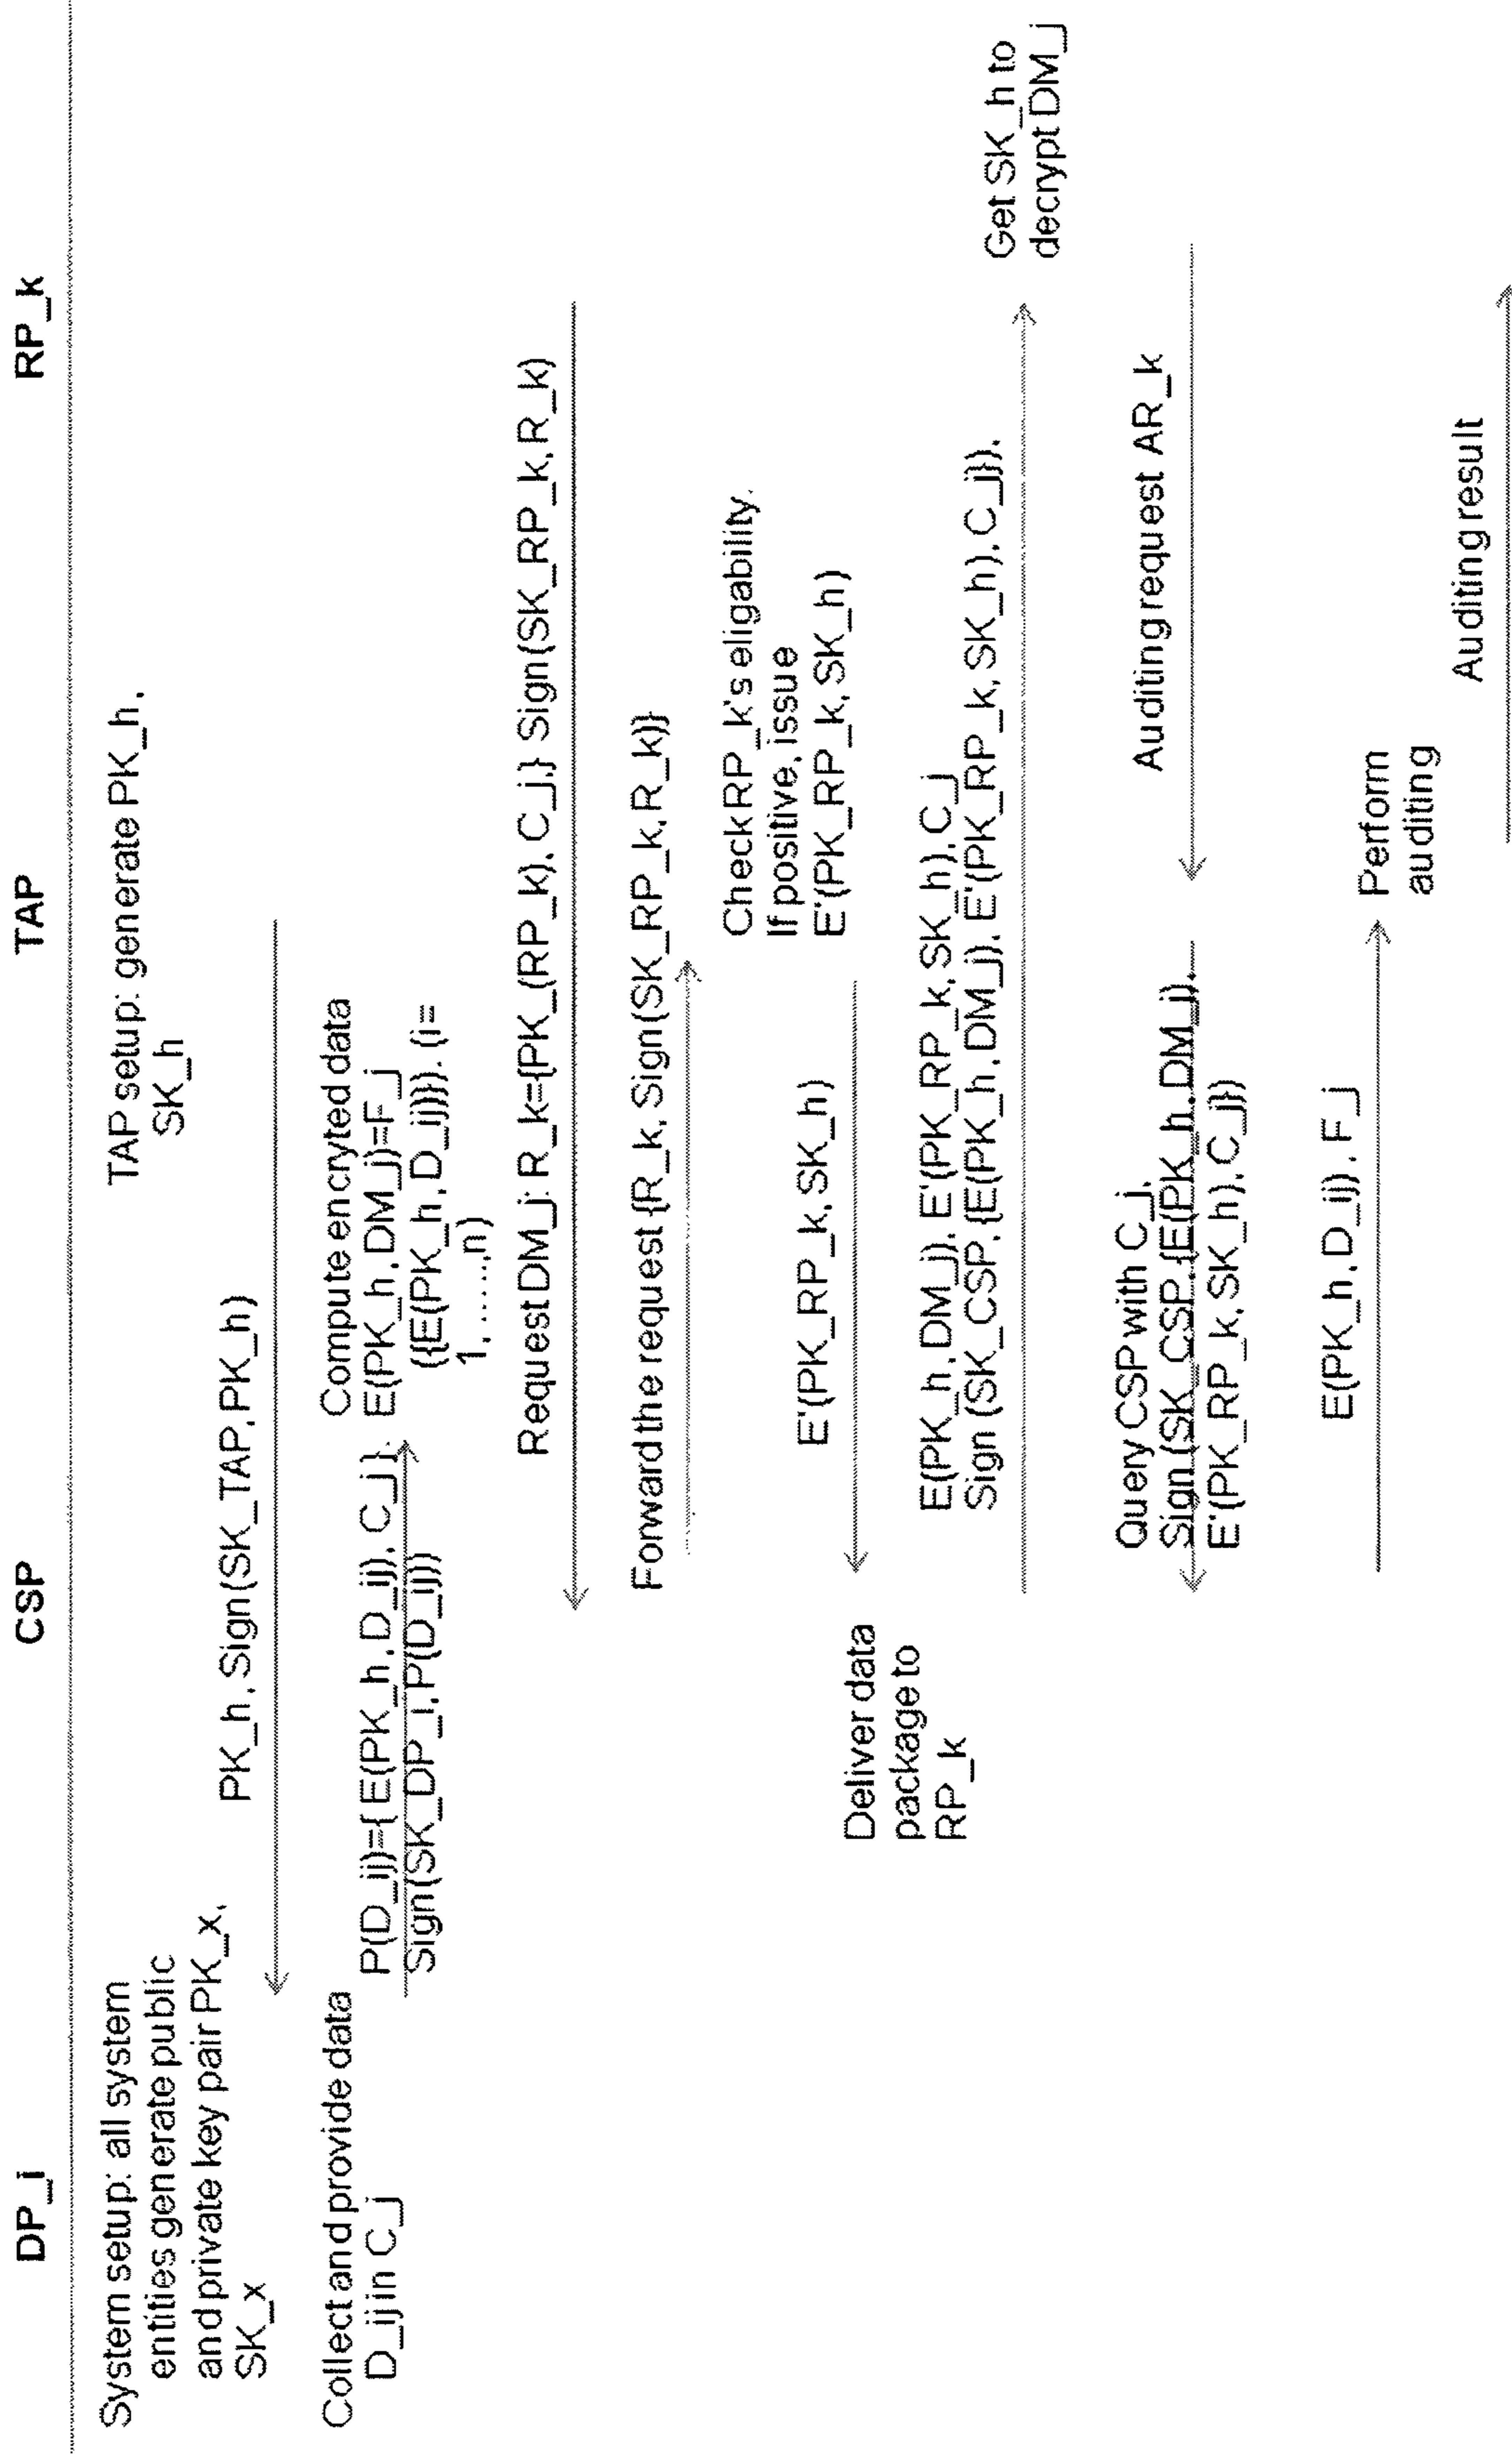 DP_i CSP TAP RP_k
System setup: all system
entities generate public
and private key pair PK_x,
SK_x
TAP setup: generate PK_h,
SK_h
PK_h, Sign(SK_TAP, PK_h)
Collect and provide data
D_ij in C_j
P(D_ij)={ E(PK_h, D_ij), C_j },
Sign(SK_DP_i, P(D_ij))
Compute encryted data
E(PK_h, DM_j)=F_j
({E(PK_h, D_ij)}), (i=
1, ……,n)
Request DM_j: R_k={PK_(RP_k), C_j,} Sign(SK_RP_k, R_k)
Forward the request {R_k, Sign(SK_RP_k, R_k)}
Check RP_k's eligability.
If positive, issue
E'(PK_RP_k, SK_h)
E'(PK_RP_k, SK_h)
Deliver data
package to
RP_k
E(PK_h, DM_j), E'(PK_RP_k, SK_h), C_j
Sign (SK_CSP, {E(PK_h, DM_j), E'(PK_RP_k, SK_h), C_j}),
Get SK_h to
decrypt DM_j
Auditing request AR_k
Query CSP with C_j,
Sign (SK_CSP, {E(PK_h, DM_j),
E'(PK_RP_k, SK_h), C_j})
E(PK_h, D_ij), F_j
Perform
auditing
Auditing result